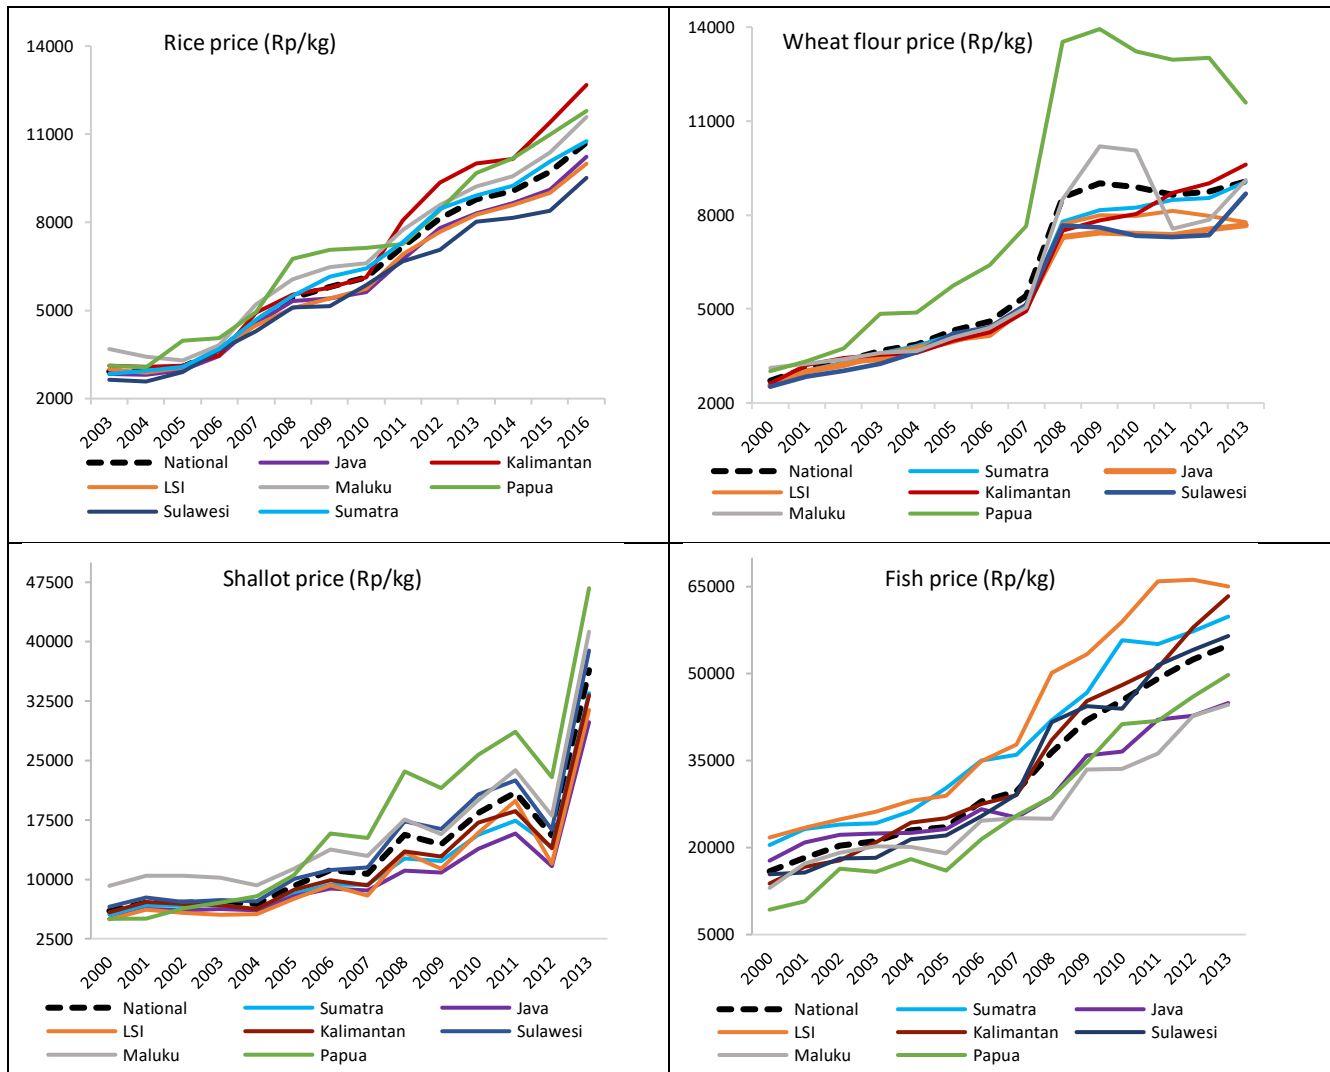 Rice price (Rp/kg)
14000
11000
8000
5000
2000
2003 2004 2005 2006 2007 2008 2009 2010 2011 2012 2013 2014 2015 2016
National Java Kalimantan
LSI Maluku Papua
Sulawesi Sumatra
Wheat flour price (Rp/kg)
14000
11000
8000
5000
2000
2000 2001 2002 2003 2004 2005 2006 2007 2008 2009 2010 2011 2012 2013
National Sumatra Java
LSI Kalimantan Sulawesi
Maluku Papua
Shallot price (Rp/kg)
47500
40000
32500
25000
17500
10000
2500
2000 2001 2002 2003 2004 2005 2006 2007 2008 2009 2010 2011 2012 2013
National Sumatra Java
LSI Kalimantan Sulawesi
Maluku Papua
Fish price (Rp/kg)
65000
50000
35000
20000
5000
2000 2001 2002 2003 2004 2005 2006 2007 2008 2009 2010 2011 2012 2013
National Sumatra Java
LSI Kalimantan Sulawesi
Maluku Papua